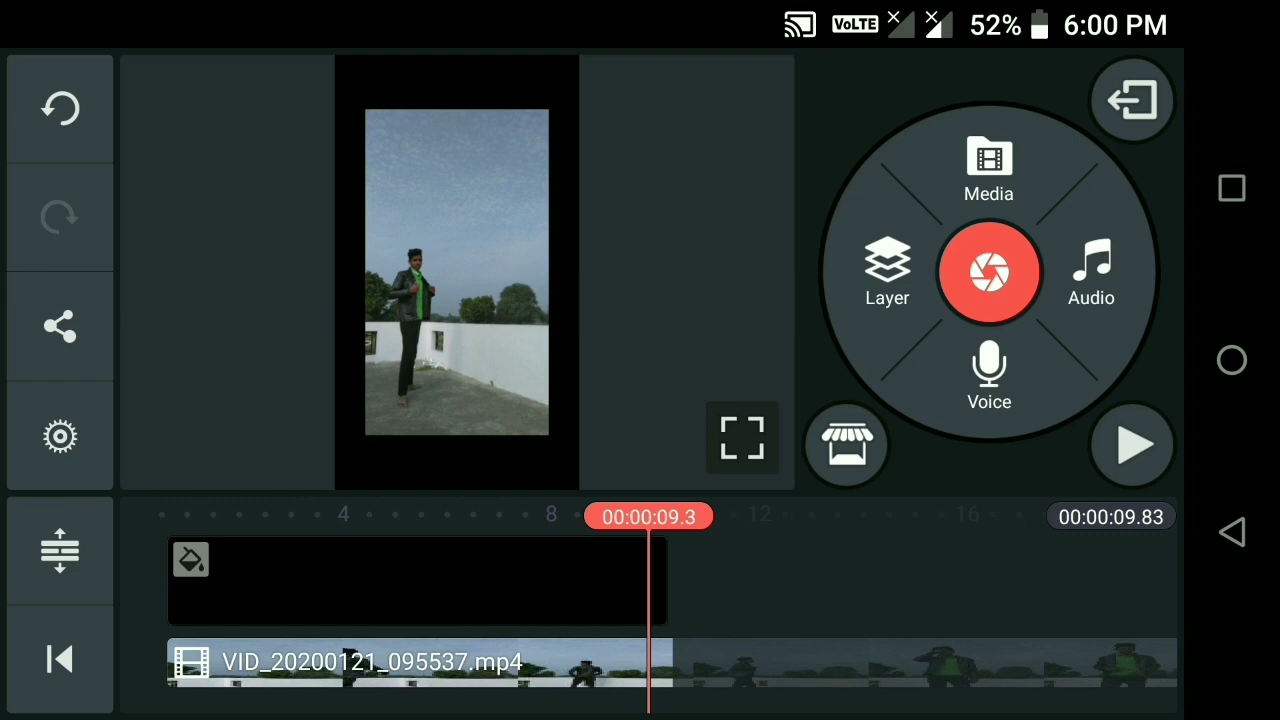 VoLTE 52% 6:00 PM
Media
Layer
Audio
Voice
4 8 00:00:09.3 12 16 00:00:09.83
VID_20200121_095537.mp4